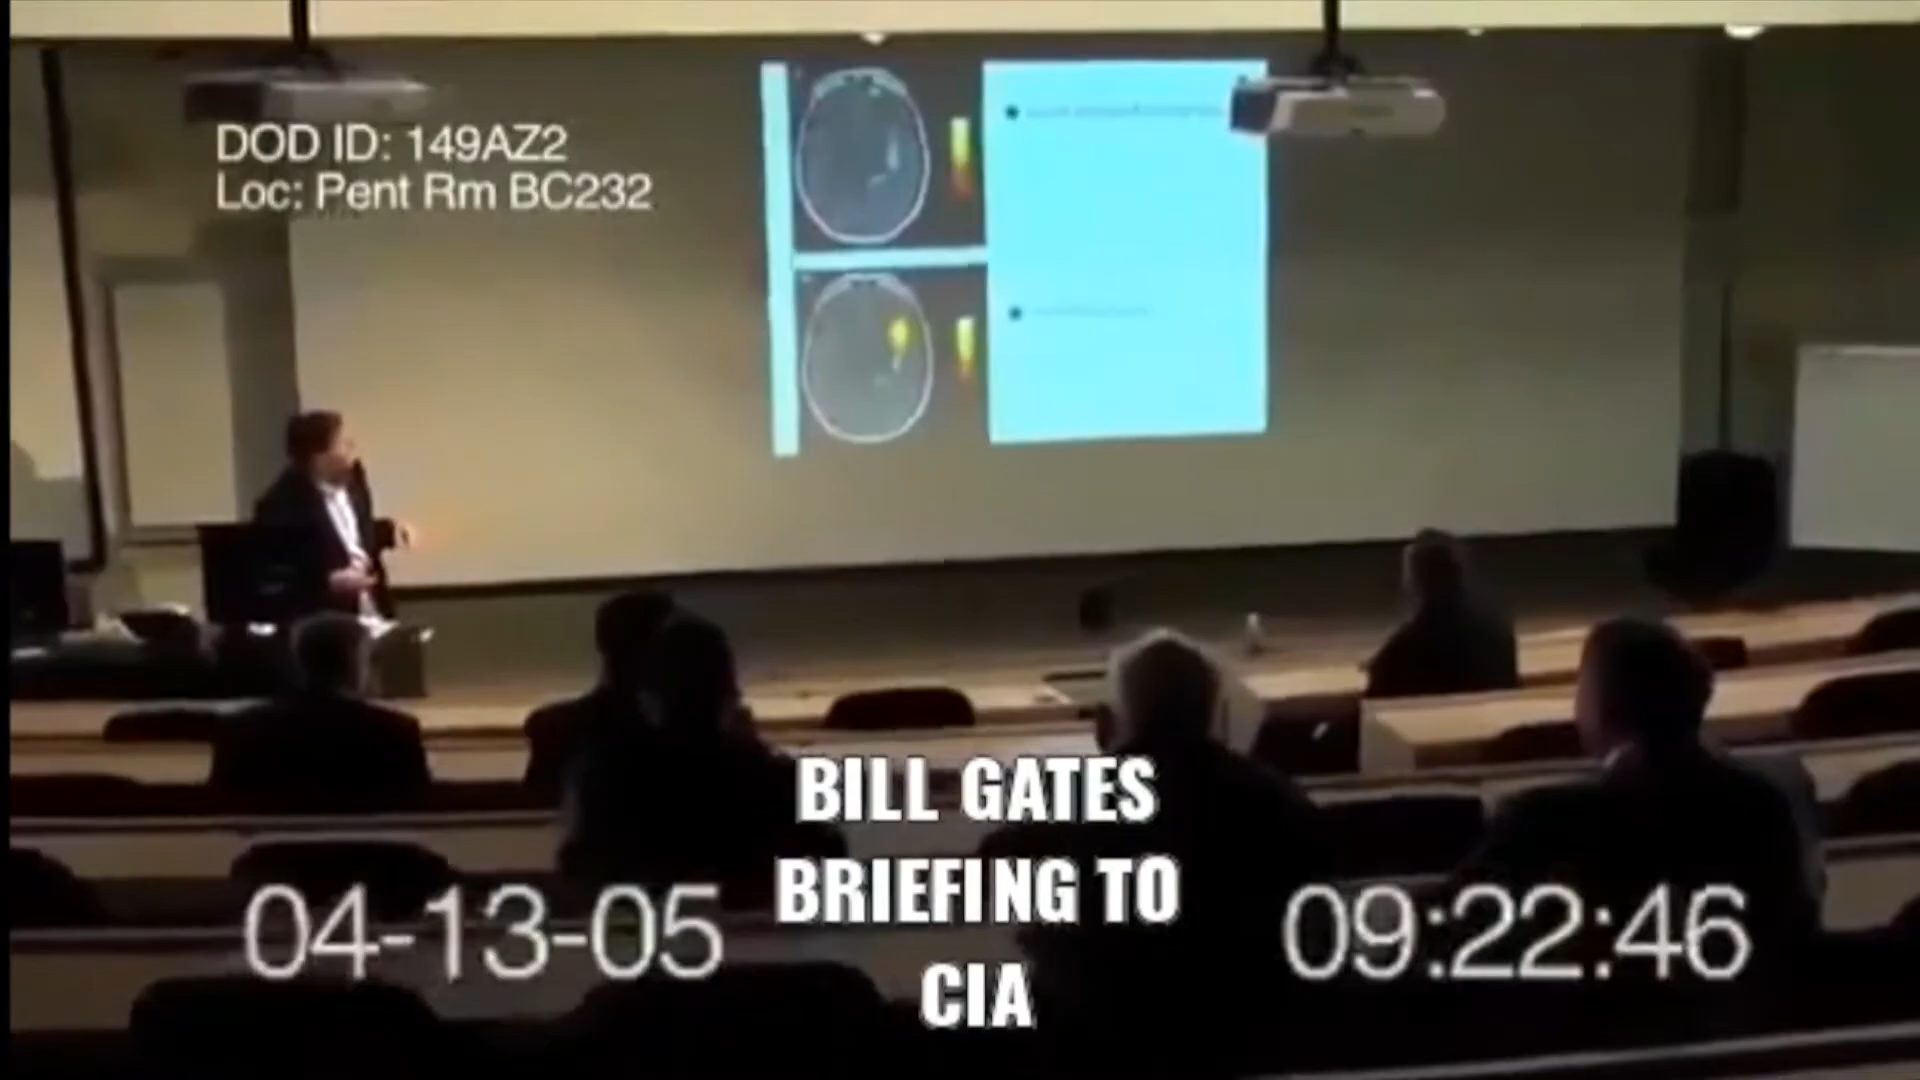 DOD ID: 149AZ2
Loc: Pent Rm BC232
BILL GATES
BRIEFING TO
CIA
04-13-05
09:22:46